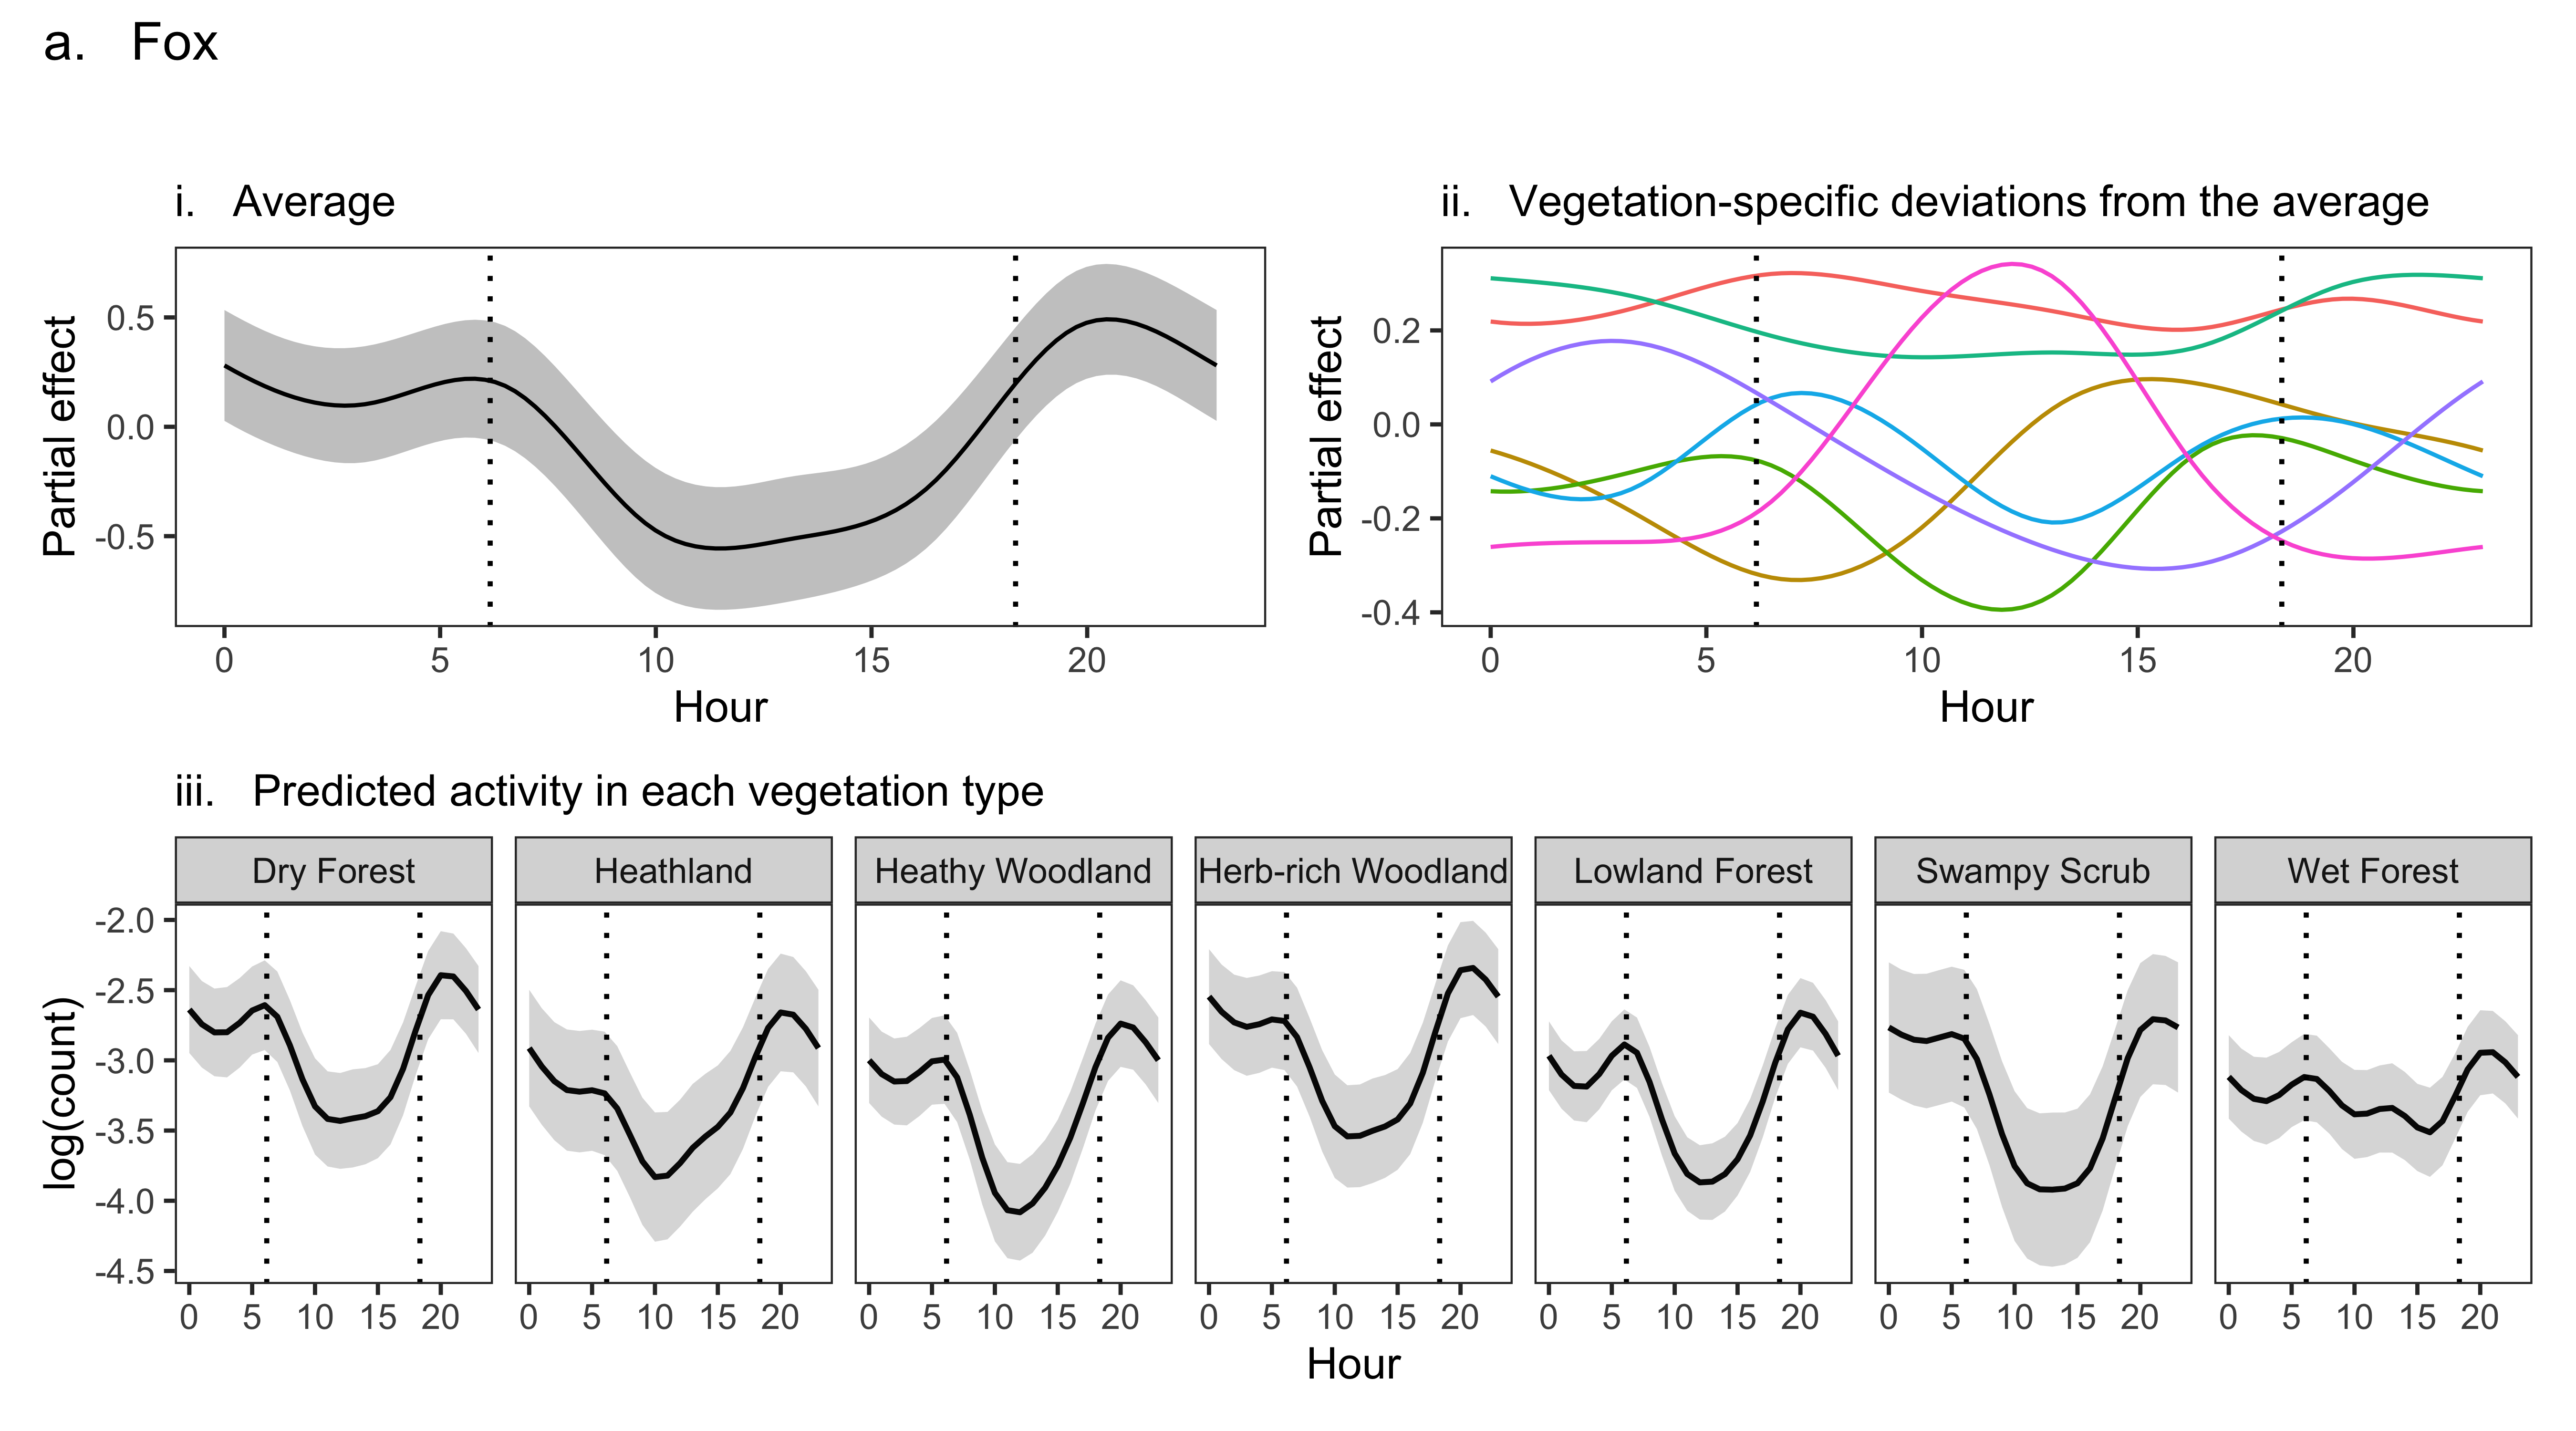 a. Fox
i. Average
ii. Vegetation-specific deviations from the average
Partial effect
0.5
0.0
-0.5
0 5 10 15 20
Hour
Partial effect
0.2
0.0
-0.2
-0.4
0 5 10 15 20
Hour
iii. Predicted activity in each vegetation type
Dry Forest
Heathland
Heathy Woodland
Herb-rich Woodland
Lowland Forest
Swampy Scrub
Wet Forest
log(count)
-2.0
-2.5
-3.0
-3.5
-4.0
-4.5
0 5 10 15 20
0 5 10 15 20
0 5 10 15 20
0 5 10 15 20
0 5 10 15 20
0 5 10 15 20
0 5 10 15 20
Hour